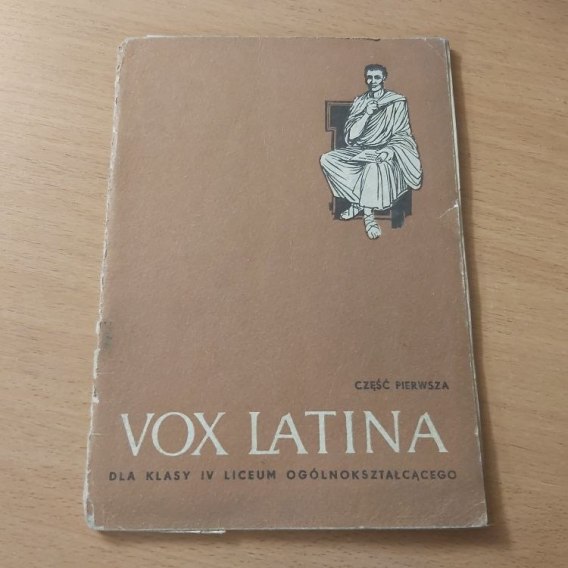 CZĘŚĆ PIERWSZA
VOX LATINA
DLA KLASY IV LICEUM OGÓLNOKSZTAŁCĄCEGO